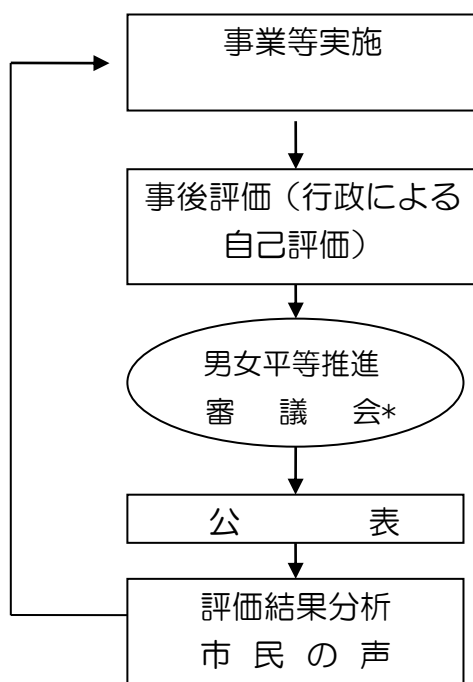 事業等実施
事後評価（行政による
自己評価）
男女平等推進
審　議　会*
公　　　表
評価結果分析
市 民 の 声